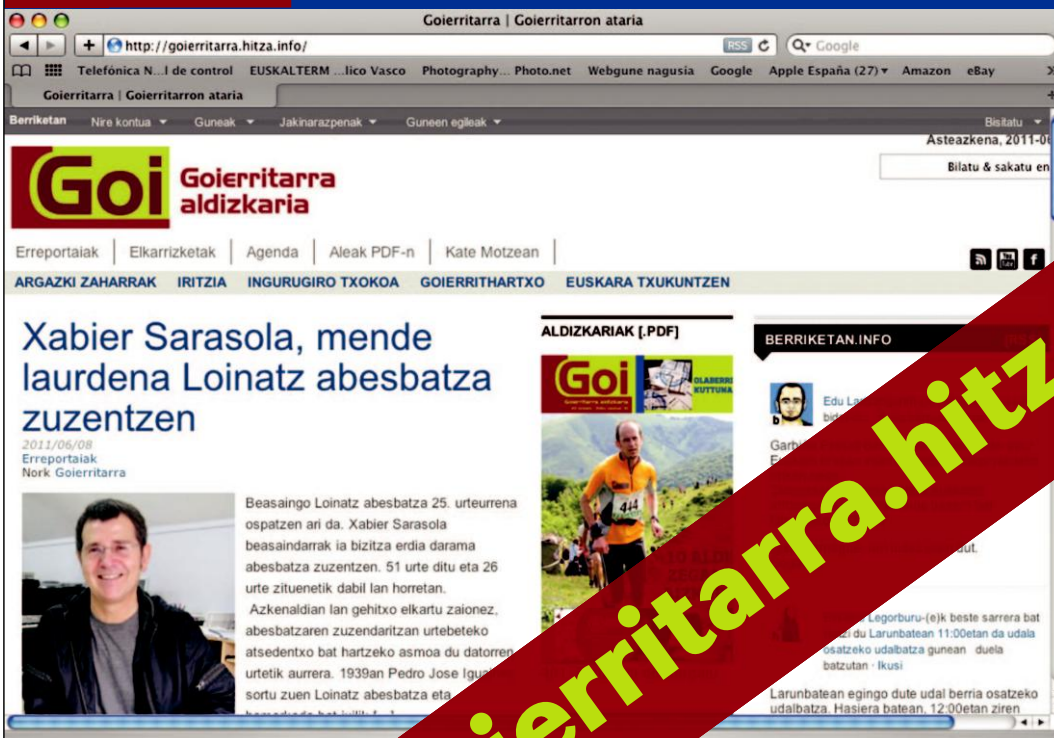 Goierritarra | Goierritarron ataria
http://goierritarra.hitza.info/
RSS
Google
Telefónica N...l de control EUSKALTERM ...lico Vasco Photography... Photo.net Webgune nagusia Google Apple España (27) Amazon eBay
Goierritarra | Goierritarron ataria
Berriketan Nire kontua Guneak Jakinarazpenak Guneen egileak Bisitatu
Asteazkena, 2011-0
Bilatu & sakatu en
Goi Goierritarra
aldizkaria
Erreportaiak Elkarrizketak Agenda Aleak PDF-n Kate Motzean
ARGAZKI ZAHARRAK IRITZIA INGURUGIRO TXOKOA GOIERRITHARTXO EUSKARA TXUKUNTZEN
Xabier Sarasola, mende
laurdena Loinatz abesbatza
zuzentzen
2011/06/08
Erreportaiak
Nork Goierritarra
Beasaingo Loinatz abesbatza 25. urteurrena
ospatzen ari da. Xabier Sarasola
beasaindarrak ia bizitza erdia darama
abesbatza zuzentzen. 51 urte ditu eta 26
urte zituenetik dabil lan horretan.
Azkenaldian lan gehitxo elkartu zaionez,
abesbatzaren zuzendaritzan urtebeteko
atsedentxo bat hartzeko asmoa du datorren
urtetik aurrera. 1939an Pedro Jose Igu
sortu zuen Loinatz abesbatza eta
ALDIZKARIAK [.PDF]
Goi
OLABERRI
KUTTUNA
444
BERRIKETAN.INFO
Edu La
Garbi
dut.
Legorburu-(e)k beste sarrera bat
du Larunbatean 11:00etan da udala
osatzeko udalbatza gunean duela
batzutan · Ikusi
Larunbatean egingo dute udal berria osatzeko
udalbatza. Hasiera batean, 12:00etan ziren
ierritarra.hitz